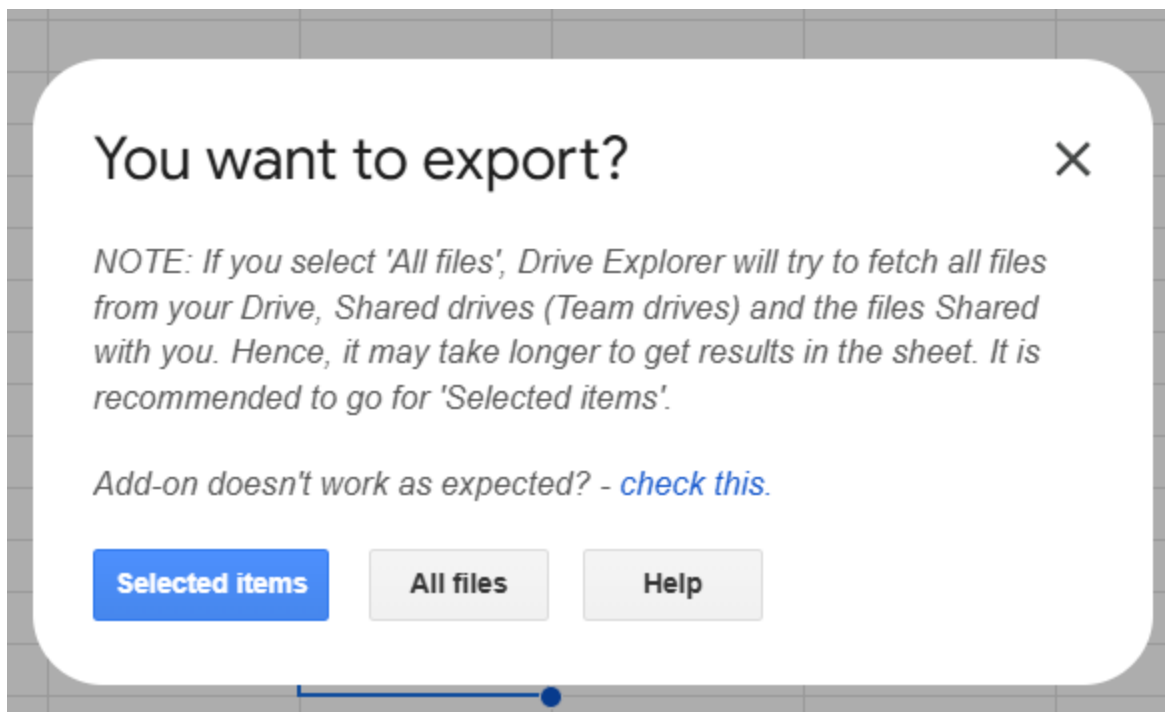 You want to export?
NOTE: If you select 'All files', Drive Explorer will try to fetch all files
from your Drive, Shared drives (Team drives) and the files Shared
with you. Hence, it may take longer to get results in the sheet. It is
recommended to go for 'Selected items'.
Add-on doesn't work as expected? - check this.
Selected items All files Help